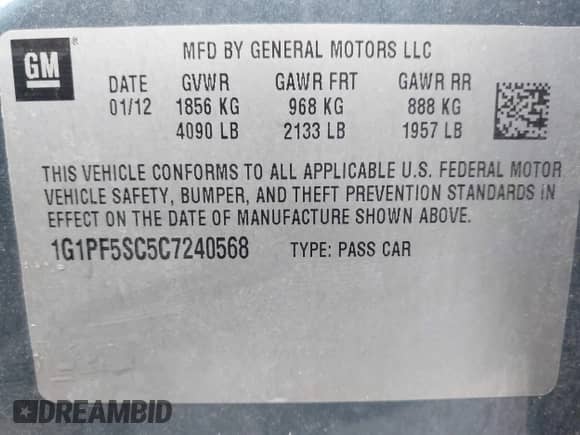 GM
MFD BY GENERAL MOTORS LLC
DATE GVWR GAWR FRT GAWR RR
01/12 1856 KG 968 KG 888 KG
4090 LB 2133 LB 1957 LB
THIS VEHICLE CONFORMS TO ALL APPLICABLE U.S. FEDERAL MOTOR
VEHICLE SAFETY, BUMPER, AND THEFT PREVENTION STANDARDS IN
EFFECT ON THE DATE OF MANUFACTURE SHOWN ABOVE.
1G1PF5SC5C7240568 TYPE: PASS CAR
DREAMBID